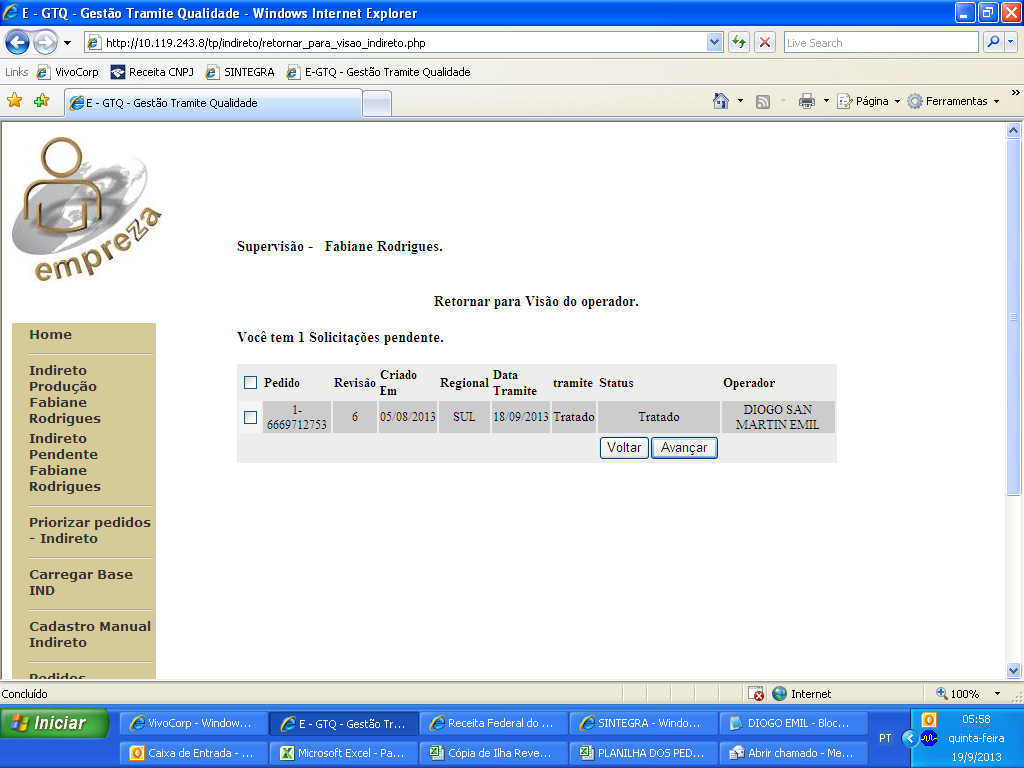 E - GTQ - Gestão Tramite Qualidade - Windows Internet Explorer
http://10.119.243.8/tp/indireto/retornar_para_visao_indireto.php
Live Search
Links VivoCorp Receita CNPJ SINTEGRA E-GTQ - Gestão Tramite Qualidade
E - GTQ - Gestão Tramite Qualidade
Página Ferramentas »
empreza
Supervisão - Fabiane Rodrigues.
Retornar para Visão do operador.
Você tem 1 Solicitações pendente.
Pedido Revisão Criado Em Regional Data Tramite tramite Status Operador
1-6669712753 6 05/08/2013 SUL 18/09/2013 Tratado Tratado DIOGO SAN MARTIN EMIL
Voltar Avançar
Home
Indireto
Produção
Fabiane
Rodrigues
Indireto
Pendente
Fabiane
Rodrigues
Priorizar pedidos
- Indireto
Carregar Base
IND
Cadastro Manual
Indireto
Pedidos
Concluído Internet 100%
Iniciar
VivoCorp - Window... E - GTQ - Gestão Tr... Receita Federal do ... SINTEGRA - Windo... DIOGO EMIL - Bloc...
Caixa de Entrada - ... Microsoft Excel - Pa... Cópia de Ilha Reve... PLANILHA DOS PED... Abrir chamado - Me...
PT
05:58
quinta-feira
19/9/2013